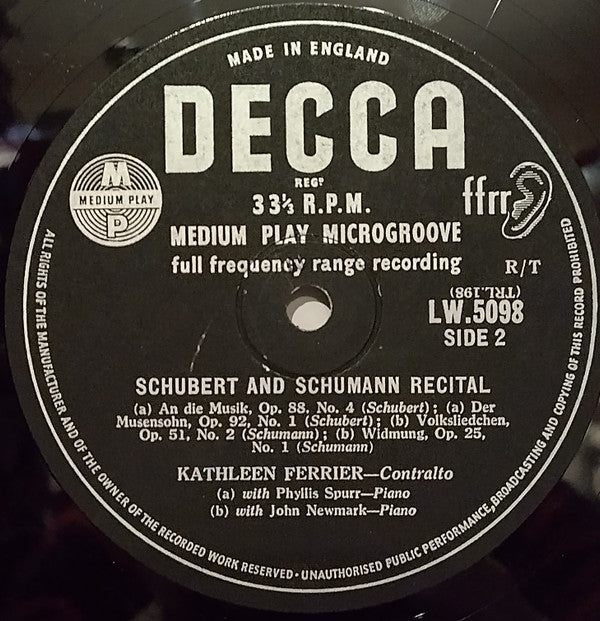 MADE IN ENGLAND
DECCA
REGD
33⅓ R.P.M.
M
MEDIUM PLAY
D
P
ffrr
MEDIUM PLAY MICROGROOVE
full frequency range recording
R/T
(TRL.198)
LW.5098
SIDE 2
SCHUBERT AND SCHUMANN RECITAL
(a) An die Musik, Op. 88, No. 4 (Schubert); (a) Der
Musensohn, Op. 92, No. 1 (Schubert); (b) Volksliedchen,
Op. 51, No. 2 (Schumann); (b) Widmung, Op. 25,
No. 1 (Schumann)
KATHLEEN FERRIER—Contralto
(a) with Phyllis Spurr—Piano
(b) with John Newmark—Piano
ALL RIGHTS OF THE MANUFACTURER AND OF THE OWNER OF THE RECORDED WORK RESERVED · UNAUTHORISED PUBLIC PERFORMANCE, BROADCASTING AND COPYING OF THIS RECORD PROHIBITED